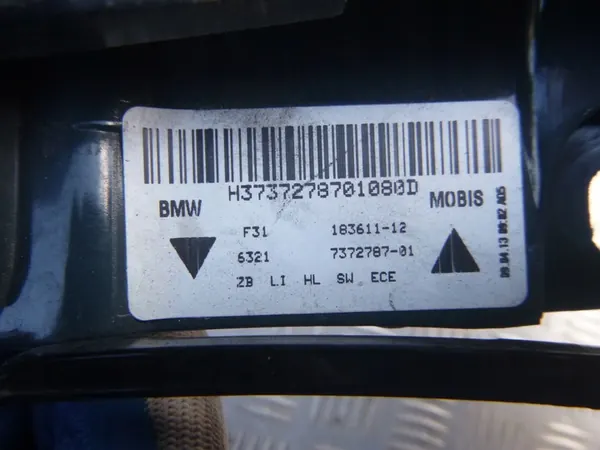 H3737278701080D
BMW MOBIS
F31 183611-12
6321 7372787-01
ZB LI HL SW ECE